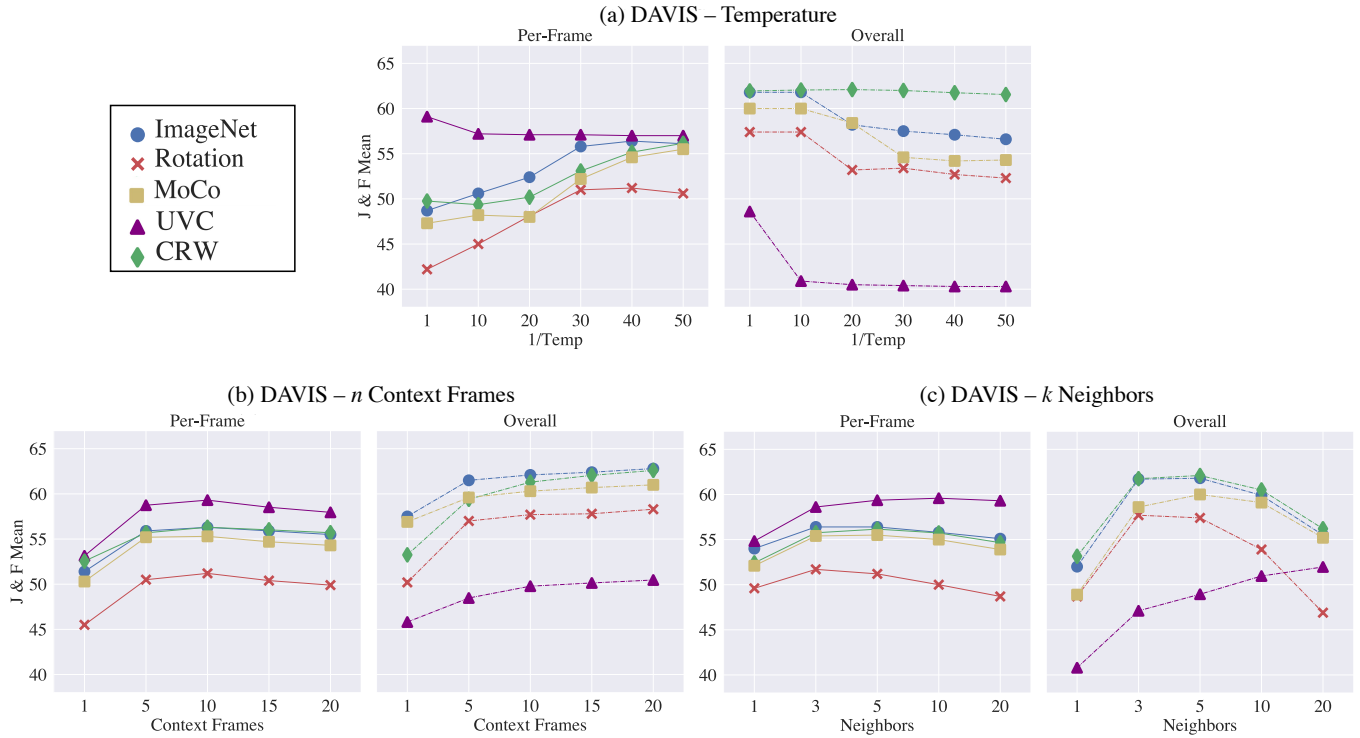 (a) DAVIS – Temperature
Per-Frame Overall
65
60
55
50
45
40
J & F Mean
1 10 20 30 40 50 1 10 20 30 40 50
1/Temp 1/Temp
ImageNet
Rotation
MoCo
UVC
CRW
(b) DAVIS – n Context Frames
Per-Frame Overall
65
60
55
50
45
40
J & F Mean
1 5 10 15 20 1 5 10 15 20
Context Frames Context Frames
(c) DAVIS – k Neighbors
Per-Frame Overall
65
60
55
50
45
40
J & F Mean
1 3 5 10 20 1 3 5 10 20
Neighbors Neighbors